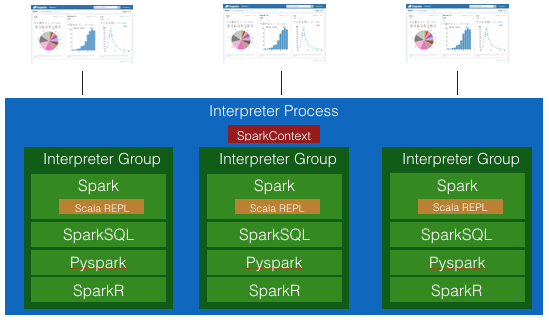 Interpreter Process
SparkContext
Interpreter Group
Spark
Scala REPL
SparkSQL
Pyspark
SparkR
Interpreter Group
Spark
Scala REPL
SparkSQL
Pyspark
SparkR
Interpreter Group
Spark
Scala REPL
SparkSQL
Pyspark
SparkR